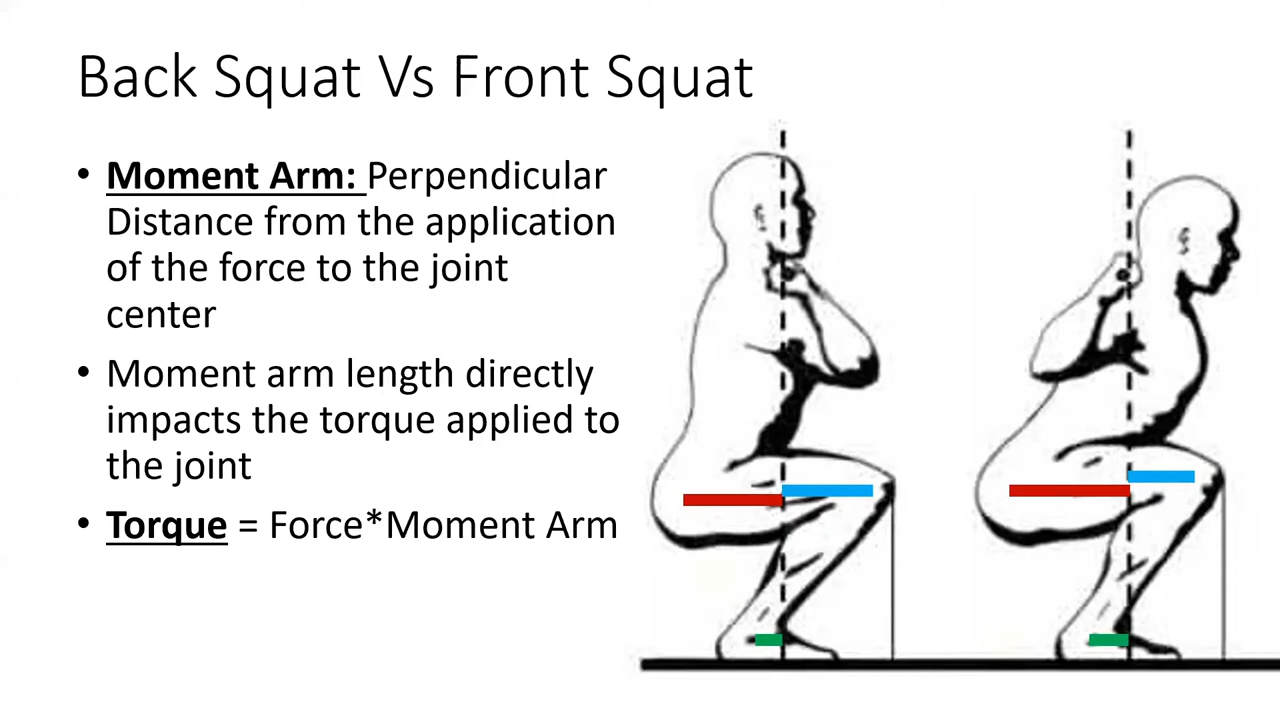 Back Squat Vs Front Squat
• Moment Arm: Perpendicular
Distance from the application
of the force to the joint
center
• Moment arm length directly
impacts the torque applied to
the joint
• Torque = Force*Moment Arm